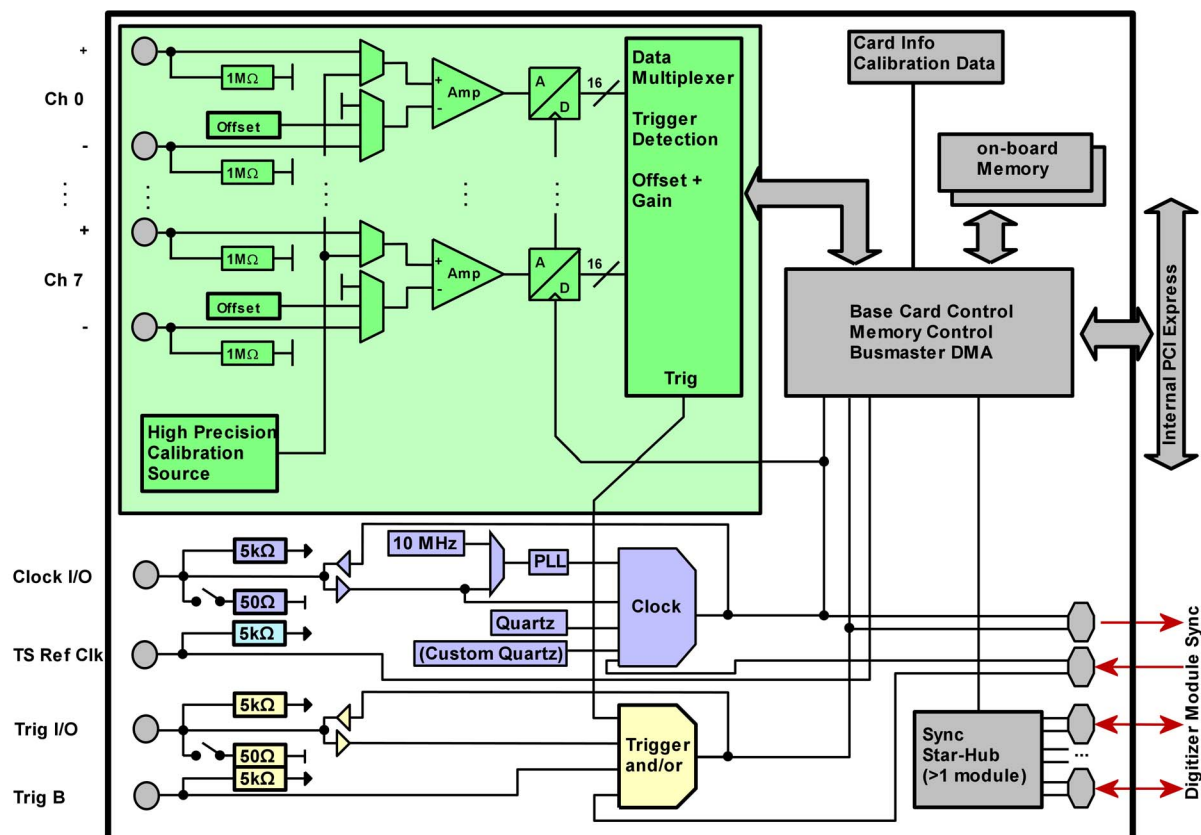 +
Ch 0
-
1MΩ
Offset
1MΩ
+
-
Amp
A
D
16
Data
Multiplexer
Trigger
Detection
Offset +
Gain
Trig
+
Ch 7
-
1MΩ
Offset
1MΩ
+
-
Amp
A
D
16
High Precision
Calibration
Source
Card Info
Calibration Data
on-board
Memory
Base Card Control
Memory Control
Busmaster DMA
Internal PCI Express
Clock I/O
5kΩ
50Ω
10 MHz
PLL
Clock
Quartz
(Custom Quartz)
TS Ref Clk
5kΩ
Trig I/O
5kΩ
50Ω
Trigger
and/or
Trig B
5kΩ
Sync
Star-Hub
(>1 module)
...
Digitizer Module Sync